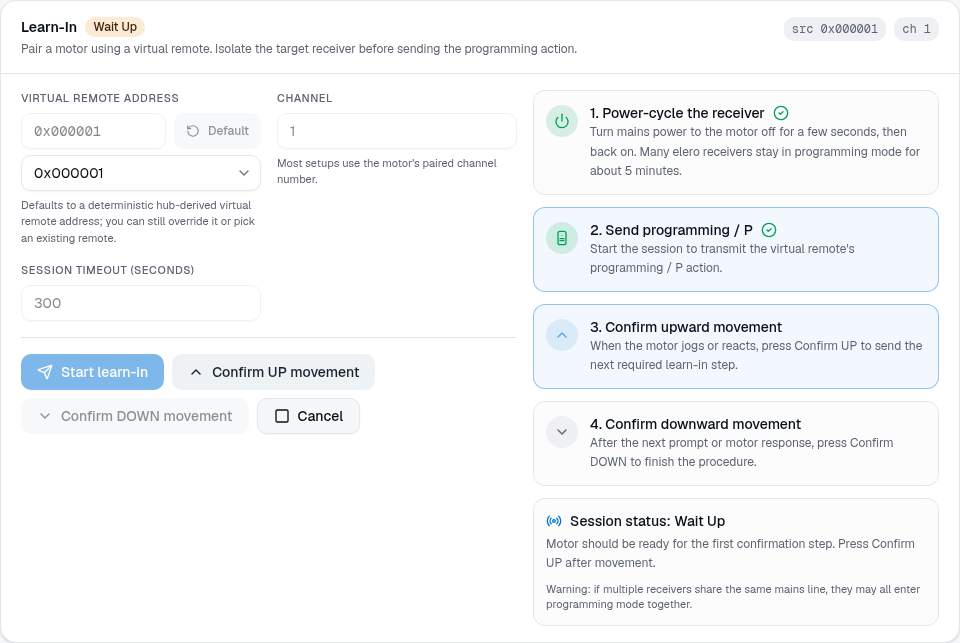 Learn-In Wait Up
Pair a motor using a virtual remote. Isolate the target receiver before sending the programming action.
src 0x000001 ch 1
VIRTUAL REMOTE ADDRESS
0x000001 Default
0x000001
Defaults to a deterministic hub-derived virtual
remote address; you can still override it or pick
an existing remote.
CHANNEL
1
Most setups use the motor's paired channel
number.
SESSION TIMEOUT (SECONDS)
300
Start learn-in Confirm UP movement
Confirm DOWN movement Cancel
1. Power-cycle the receiver
Turn mains power to the motor off for a few seconds, then
back on. Many elero receivers stay in programming mode for
about 5 minutes.
2. Send programming / P
Start the session to transmit the virtual remote's
programming / P action.
3. Confirm upward movement
When the motor jogs or reacts, press Confirm UP to send the
next required learn-in step.
4. Confirm downward movement
After the next prompt or motor response, press Confirm
DOWN to finish the procedure.
Session status: Wait Up
Motor should be ready for the first confirmation step. Press Confirm
UP after movement.
Warning: if multiple receivers share the same mains line, they may all enter
programming mode together.